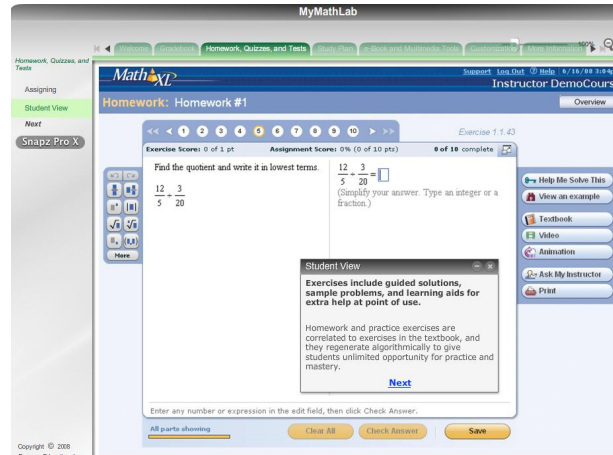 MyMathLab
Welcome Gradebook Homework, Quizzes, and Tests Study Plan e-Book and Multimedia Tools Customization More Information 100%
Homework, Quizzes, and
Tests
Assigning
Student View
Next
Snapz Pro X
MathXL
Support Log Out Help 6/16/08 3:04p
Instructor DemoCours
Homework: Homework #1
Overview
<< < 1 2 3 4 5 6 7 8 9 10 > >>
Exercise 1.1.43
Exercise Score: 0 of 1 pt Assignment Score: 0% (0 of 10 pts) 0 of 10 complete
Find the quotient and write it in lowest terms.
12/5 ÷ 3/20
12/5 ÷ 3/20 =
(Simplify your answer. Type an integer or a
fraction.)
More
Help Me Solve This
View an example
Textbook
Video
Animation
Ask My Instructor
Print
Student View
Exercises include guided solutions,
sample problems, and learning aids for
extra help at point of use.
Homework and practice exercises are
correlated to exercises in the textbook, and
they regenerate algorithmically to give
students unlimited opportunity for practice and
mastery.
Next
Enter any number or expression in the edit field, then click Check Answer.
All parts showing
Clear All
Check Answer
Save
Copyright © 2008